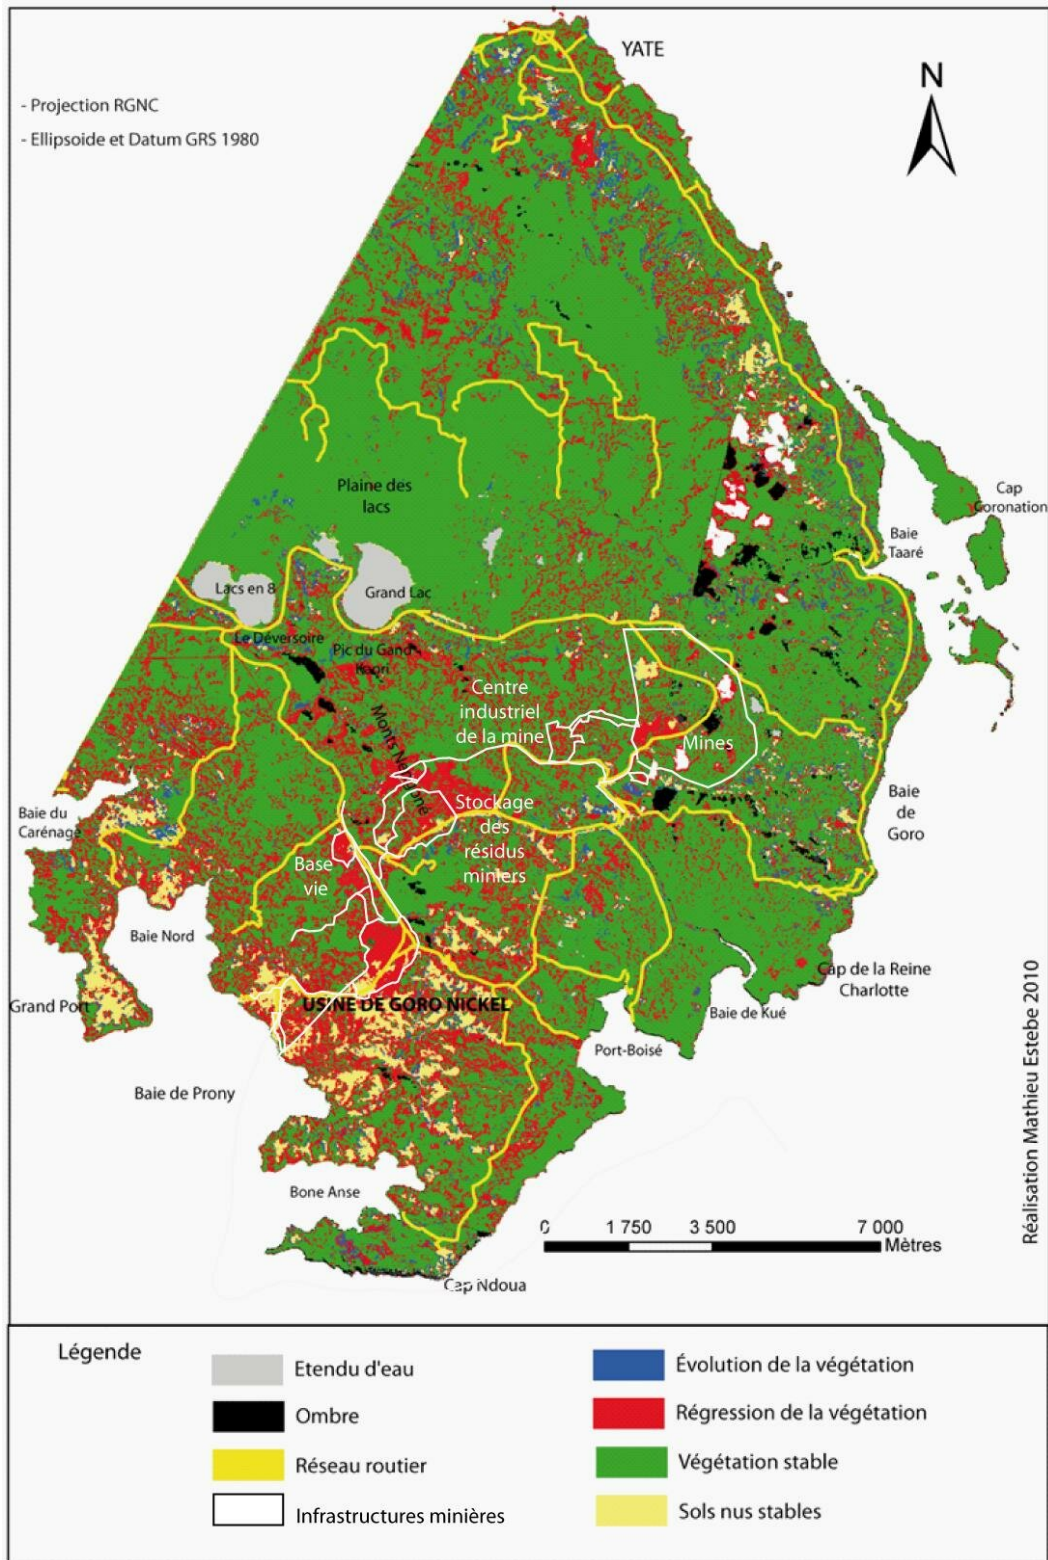 YATE
N
- Projection RGNC
- Ellipsoide et Datum GRS 1980
Plaine des
lacs
Cap
Coronation
Baie
Taaré
Lacs en 8
Grand Lac
Le Déversoire
Pic du Gand
Kaori
Centre
industriel
de la mine
Mines
Baie du
Carénage
Stockage
des
résidus
miniers
Baie
de
Goro
Base
vie
Baie Nord
Grand Port
USINE DE GORO NICKEL
Cap de la Reine
Charlotte
Baie de Kué
Port-Boisé
Baie de Prony
Bone Anse
Cap Ndoua
0 1 750 3 500 7 000
Mètres
Réalisation Mathieu Estebe 2010
Légende
Etendu d'eau
Ombre
Réseau routier
Infrastructures minières
Évolution de la végétation
Régression de la végétation
Végétation stable
Sols nus stables